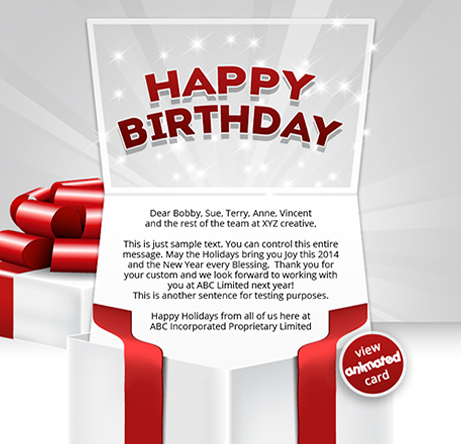 HAPPY
BIRTHDAY
Dear Bobby, Sue, Terry, Anne, Vincent
and the rest of the team at XYZ creative,
This is just sample text. You can control this entire
message. May the Holidays bring you Joy this 2014
and the New Year every Blessing. Thank you for
your custom and we look forward to working with
you at ABC Limited next year!
This is another sentence for testing purposes.
Happy Holidays from all of us here at
ABC Incorporated Proprietary Limited
view
animated
card